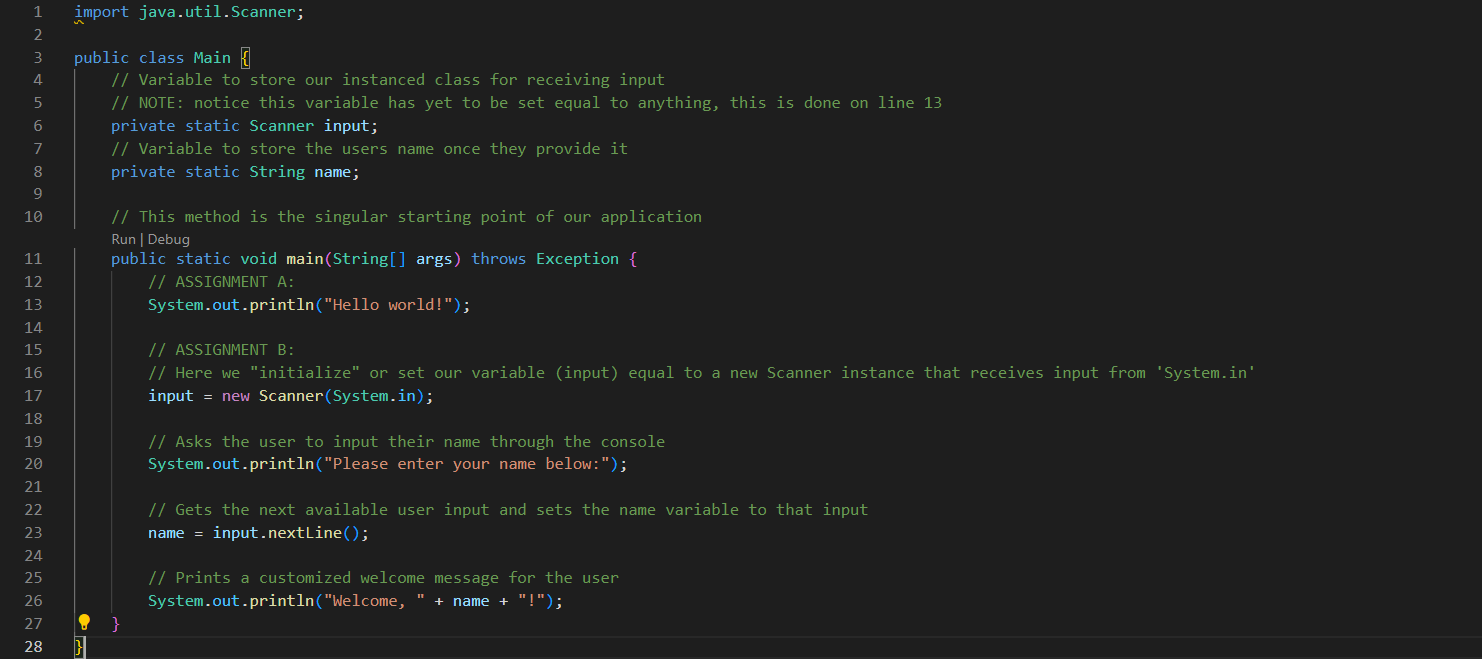 1 import java.util.Scanner;
2
3 public class Main {
4     // Variable to store our instanced class for receiving input
5     // NOTE: notice this variable has yet to be set equal to anything, this is done on line 13
6     private static Scanner input;
7     // Variable to store the users name once they provide it
8     private static String name;
9
10     // This method is the singular starting point of our application
Run | Debug
11     public static void main(String[] args) throws Exception {
12         // ASSIGNMENT A:
13         System.out.println("Hello world!");
14
15         // ASSIGNMENT B:
16         // Here we "initialize" or set our variable (input) equal to a new Scanner instance that receives input from 'System.in'
17         input = new Scanner(System.in);
18
19         // Asks the user to input their name through the console
20         System.out.println("Please enter your name below:");
21
22         // Gets the next available user input and sets the name variable to that input
23         name = input.nextLine();
24
25         // Prints a customized welcome message for the user
26         System.out.println("Welcome, " + name + "!");
27     }
28 }